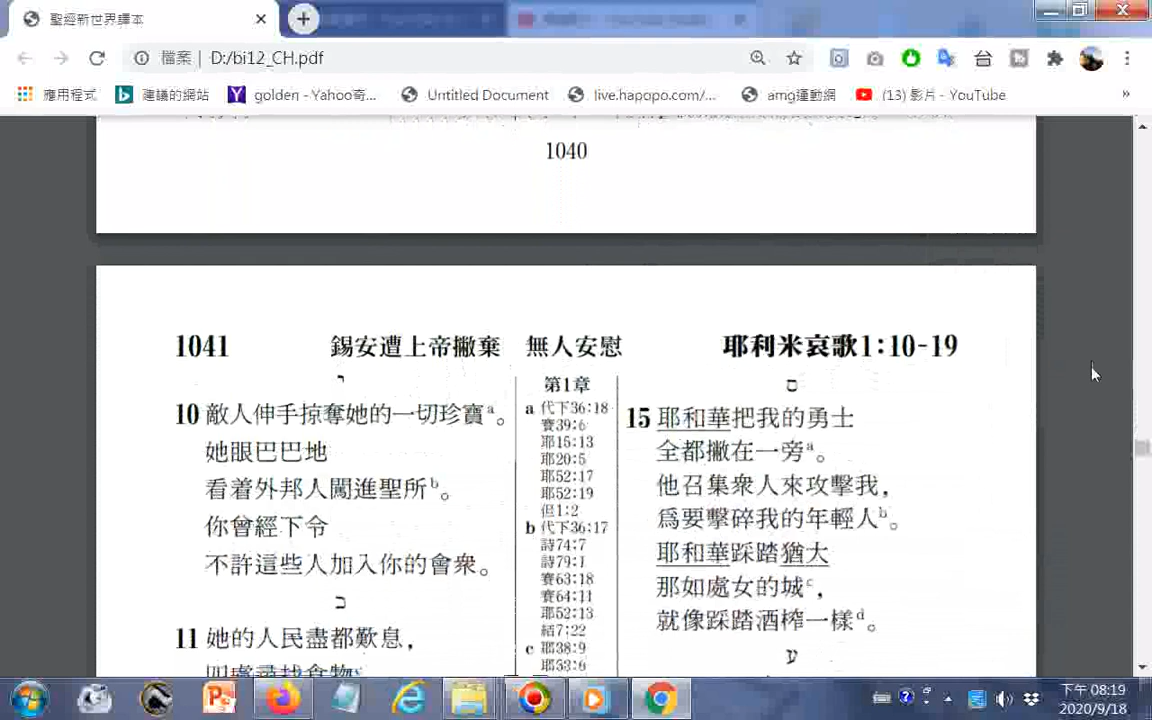 聖經新世界譯本
檔案 | D:/bi12_CH.pdf
應用程式
建議的網站
golden - Yahoo奇...
Untitled Document
live.hapopo.com/...
amg運動網
(13) 影片 - YouTube
»
1040
1041 錫安遭上帝撇棄 無人安慰 耶利米哀歌1:10-19
י
10 敵人伸手掠奪她的一切珍寶ᵃ。
她眼巴巴地
看着外邦人闖進聖所ᵇ。
你曾經下令
不許這些人加入你的會衆。
כ
11 她的人民盡都歎息,
四處尋找食物ᶜ
第1章
a 代下36:18
賽39:6
耶15:13
耶20:5
耶52:17
耶52:19
但1:2
b 代下36:17
詩74:7
詩79:1
賽63:18
賽64:11
耶52:13
結7:22
c 耶38:9
耶52:6
ס
15 耶和華把我的勇士
全都撇在一旁ᵃ。
他召集衆人來攻擊我,
爲要擊碎我的年輕人ᵇ。
耶和華踩踏猶大
那如處女的城ᶜ,
就像踩踏酒榨一樣ᵈ。
ע
下午 08:19
2020/9/18